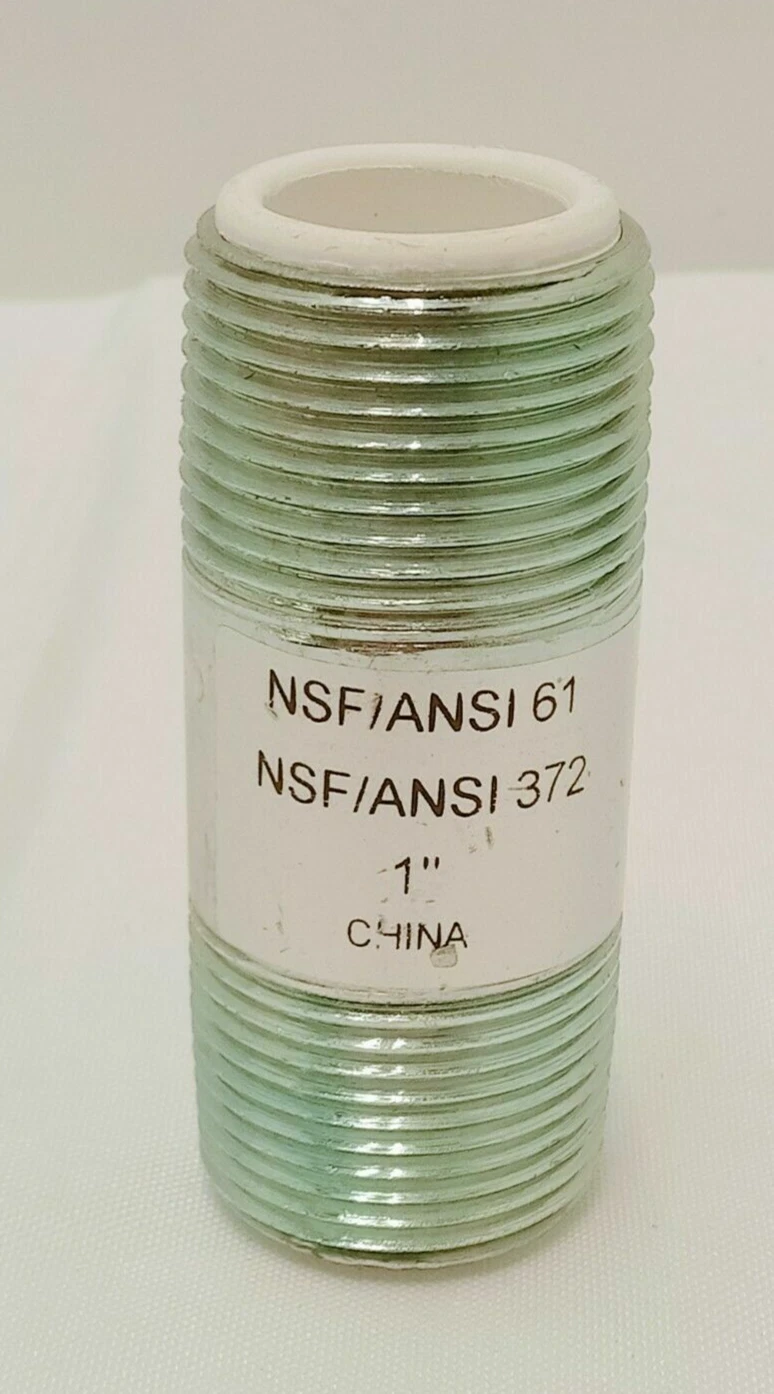 NSF/ANSI 61
NSF/ANSI 372
1"
CHINA